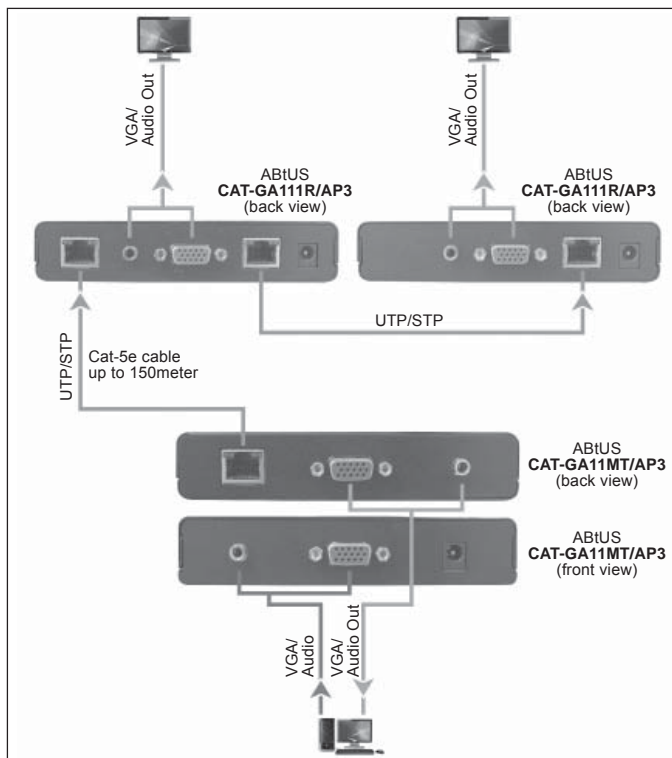 VGA/
Audio Out
VGA/
Audio Out
ABtUS
CAT-GA111R/AP3
(back view)
ABtUS
CAT-GA111R/AP3
(back view)
UTP/STP
UTP/STP
Cat-5e cable
up to 150meter
ABtUS
CAT-GA11MT/AP3
(back view)
ABtUS
CAT-GA11MT/AP3
(front view)
VGA/
Audio
VGA/
Audio Out